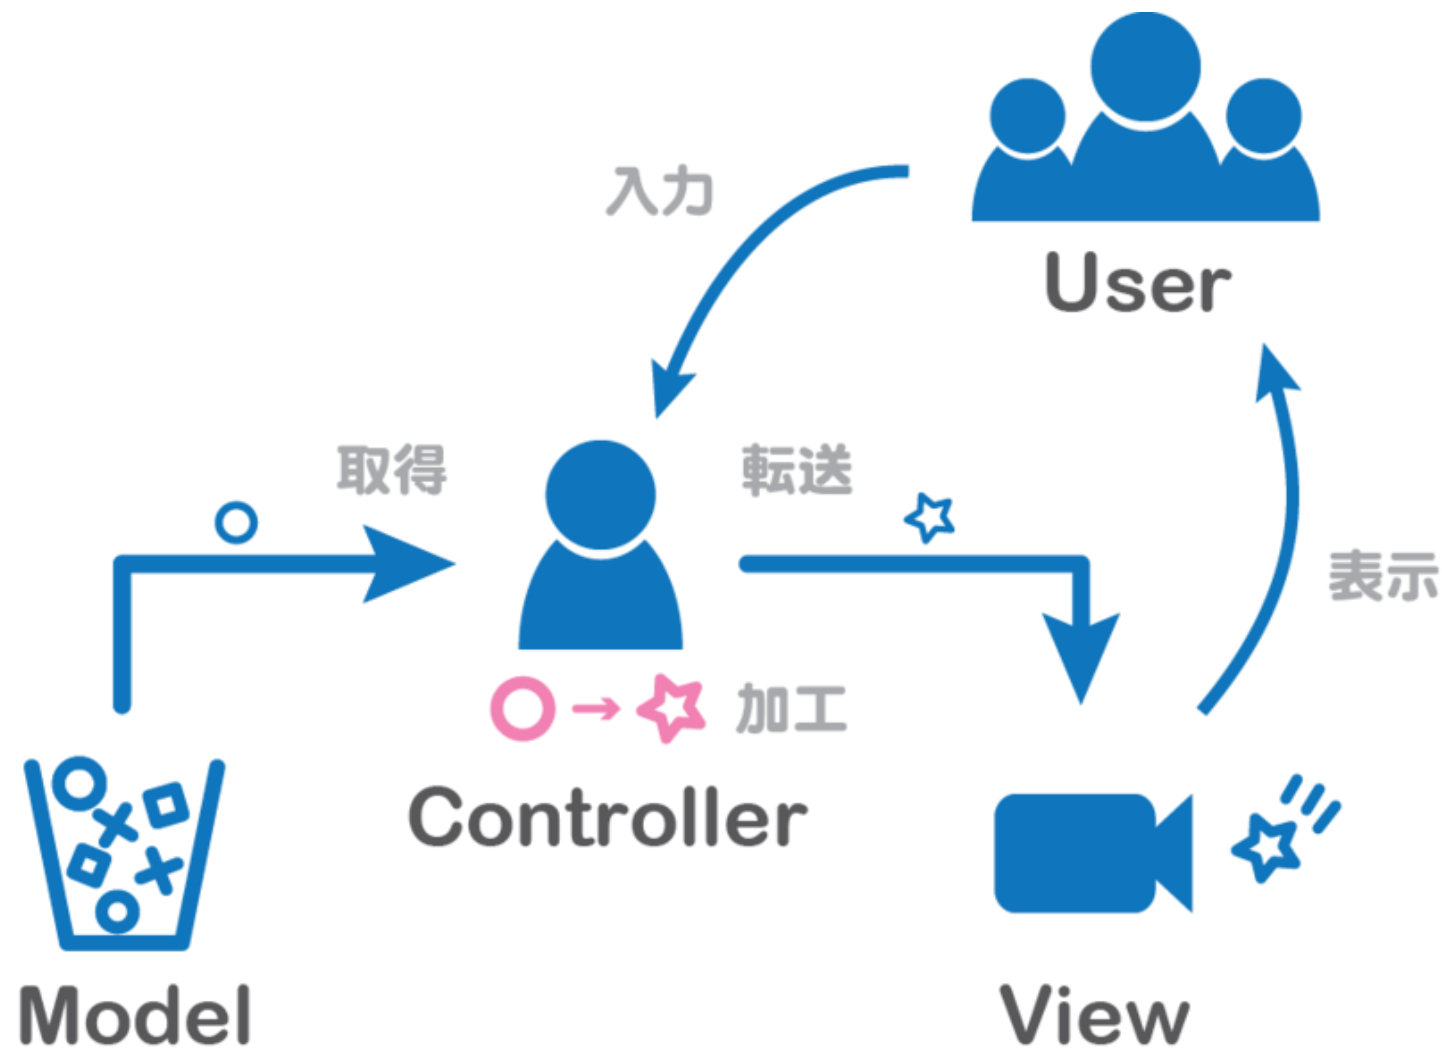 入力
User
取得
転送
表示
加工
Controller
Model
View